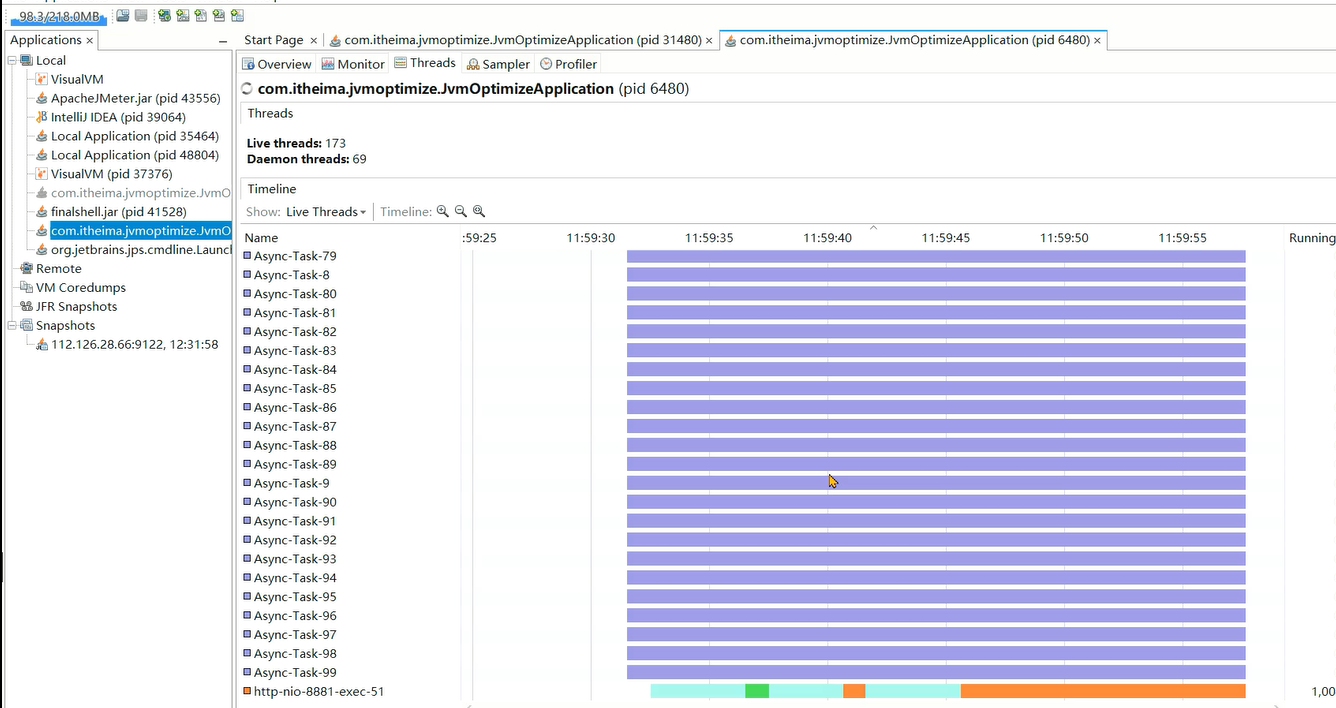 98.3/218.0MB
Applications ×
Start Page ×
com.itheima.jvmoptimize.JvmOptimizeApplication (pid 31480) ×
com.itheima.jvmoptimize.JvmOptimizeApplication (pid 6480) ×
Local
VisualVM
ApacheJMeter.jar (pid 43556)
IntelliJ IDEA (pid 39064)
Local Application (pid 35464)
Local Application (pid 48804)
VisualVM (pid 37376)
com.itheima.jvmoptimize.JvmO
finalshell.jar (pid 41528)
com.itheima.jvmoptimize.JvmO
org.jetbrains.jps.cmdline.Launc
Remote
VM Coredumps
JFR Snapshots
Snapshots
112.126.28.66:9122, 12:31:58
Overview Monitor Threads Sampler Profiler
com.itheima.jvmoptimize.JvmOptimizeApplication (pid 6480)
Threads
Live threads: 173
Daemon threads: 69
Timeline
Show: Live Threads Timeline:
Name :59:25 11:59:30 11:59:35 11:59:40 11:59:45 11:59:50 11:59:55 Running
Async-Task-79
Async-Task-8
Async-Task-80
Async-Task-81
Async-Task-82
Async-Task-83
Async-Task-84
Async-Task-85
Async-Task-86
Async-Task-87
Async-Task-88
Async-Task-89
Async-Task-9
Async-Task-90
Async-Task-91
Async-Task-92
Async-Task-93
Async-Task-94
Async-Task-95
Async-Task-96
Async-Task-97
Async-Task-98
Async-Task-99
http-nio-8881-exec-51 1,00